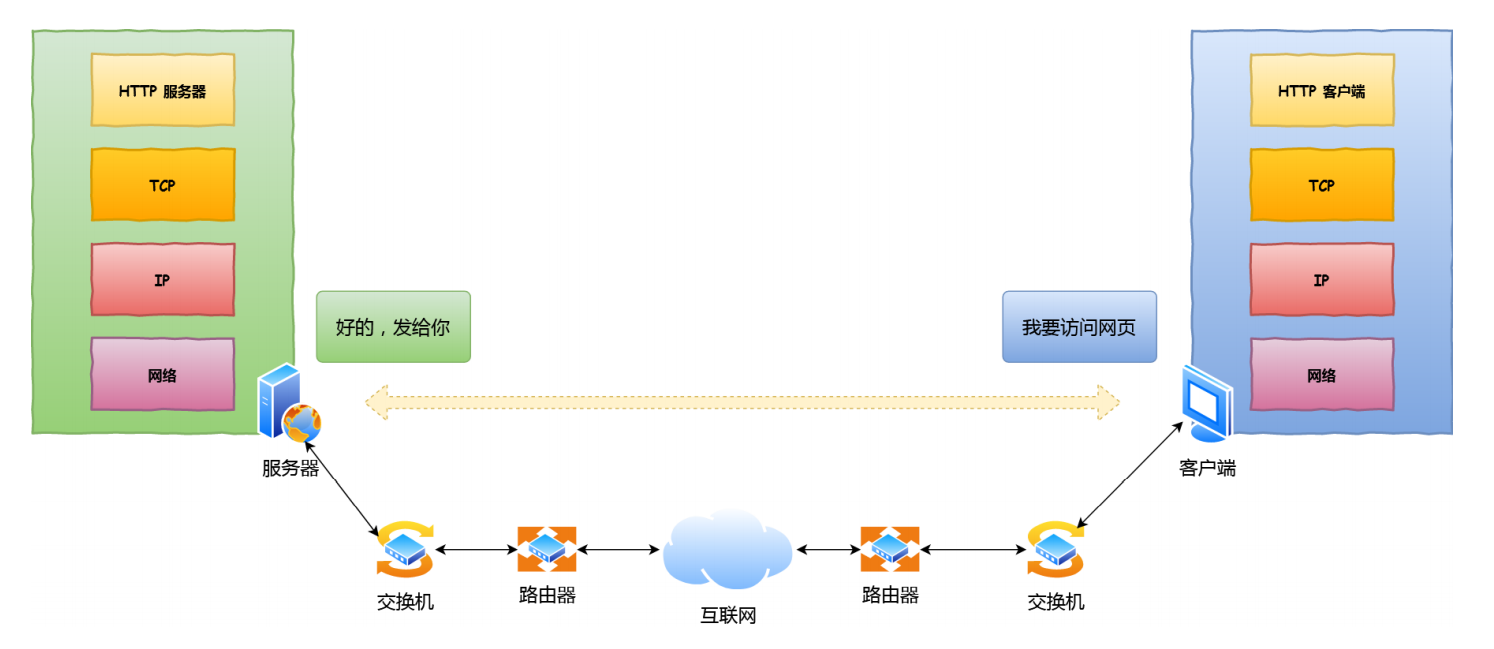 HTTP 服务器
TCP
IP
网络
服务器
好的，发给你
我要访问网页
HTTP 客户端
TCP
IP
网络
客户端
交换机
路由器
互联网
路由器
交换机